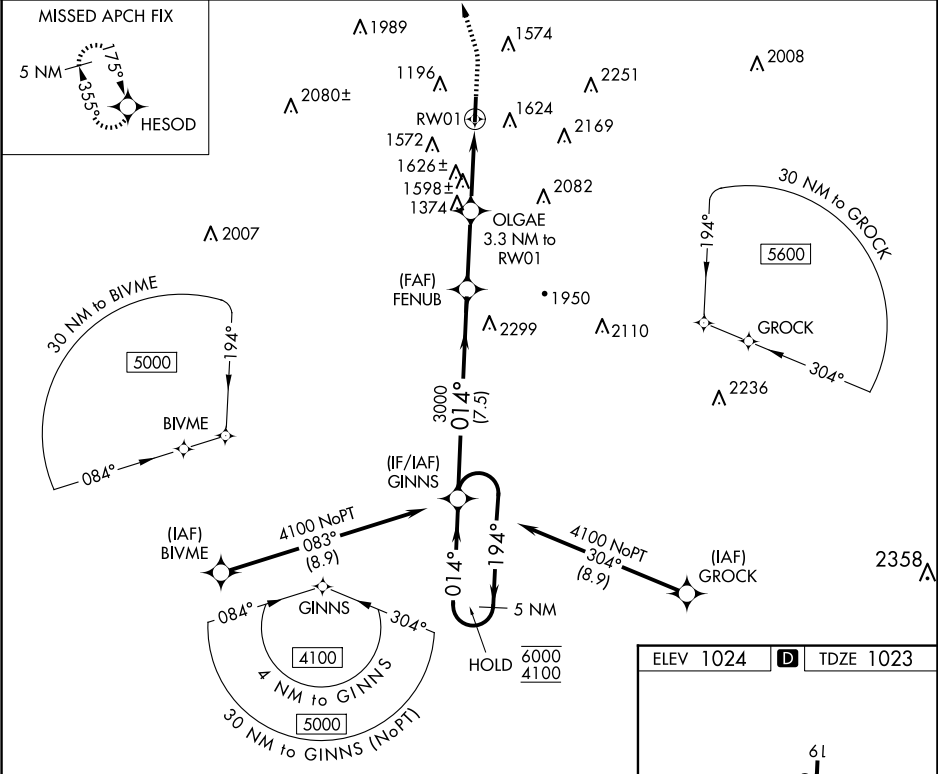 MISSED APCH FIX
5 NM
175°
355°
HESOD
1989
1574
2008
1196
2251
2080±
RW01
1624
2169
1572
1626±
1598±
1374
2082
OLGAE
3.3 NM to
RW01
2007
(FAF)
FENUB
1950
2299
2110
30 NM to GROCK
194°
5600
GROCK
304°
2236
30 NM to BIVME
194°
5000
BIVME
084°
3000
014°
(7.5)
(IF/IAF)
GINNS
4100 NoPT
083°
(8.9)
(IAF)
BIVME
014°
194°
5 NM
HOLD
6000
4100
4100 NoPT
304°
(8.9)
(IAF)
GROCK
2358
084°
GINNS
304°
4100
4 NM to GINNS
5000
30 NM to GINNS (NoPT)
ELEV 1024
D
TDZE 1023
19